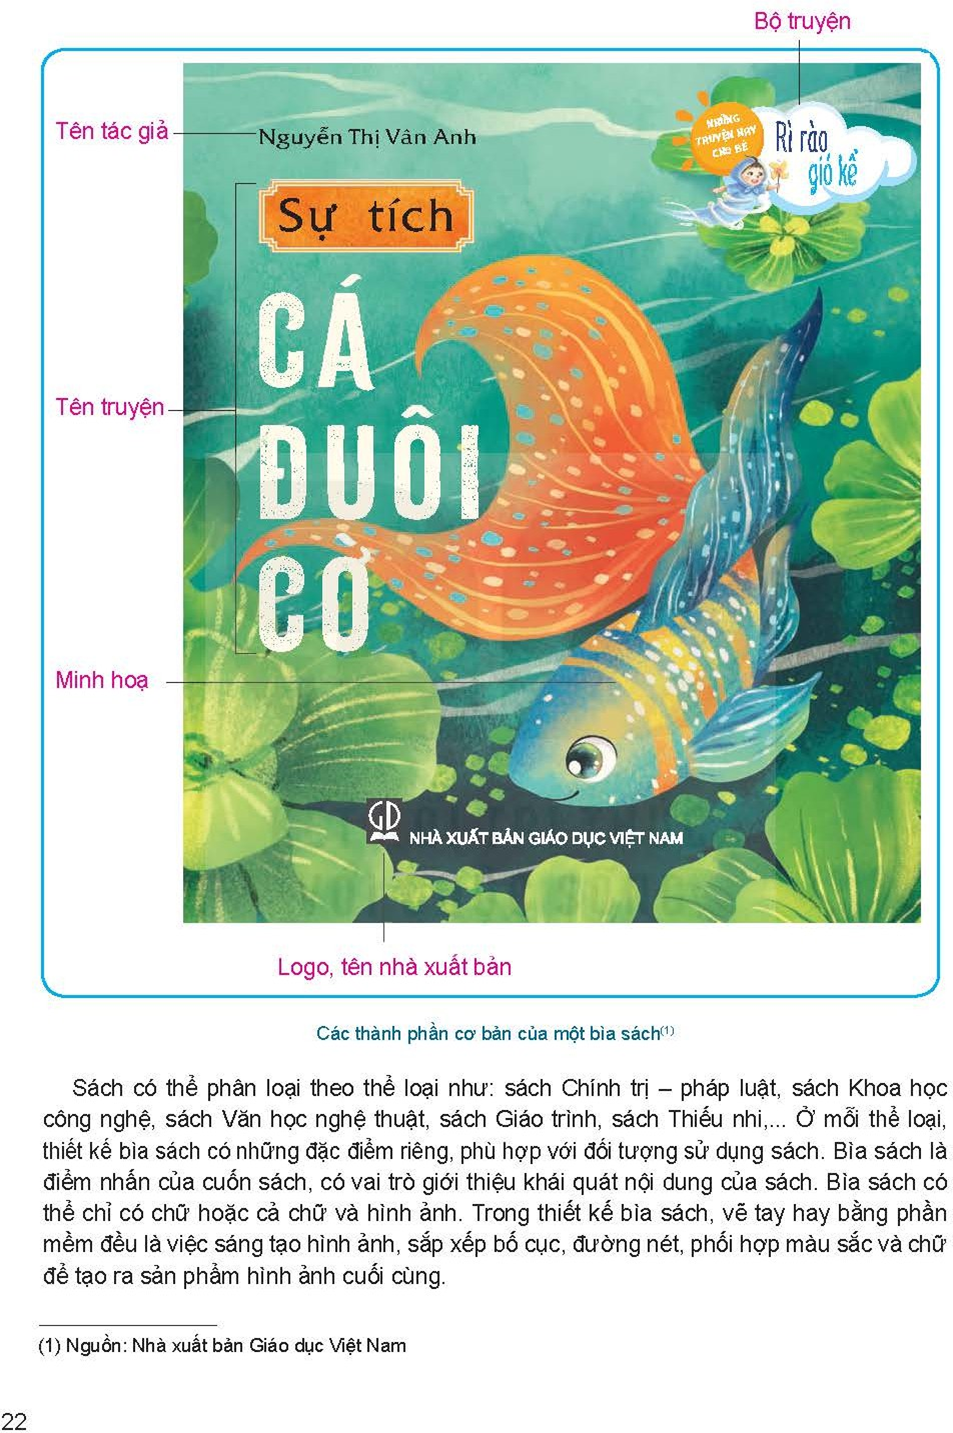 Bộ truyện
Tên tác giả
Nguyễn Thị Vân Anh
NHỮNG
TRUYỆN HAY
CHO BÉ
Rì rào
gió kể
Sự tích
CÁ
Tên truyện
ĐUÔI
CỜ
Minh hoạ
GD
NHÀ XUẤT BẢN GIÁO DỤC VIỆT NAM
Logo, tên nhà xuất bản
Các thành phần cơ bản của một bìa sách(1)
Sách có thể phân loại theo thể loại như: sách Chính trị – pháp luật, sách Khoa học
công nghệ, sách Văn học nghệ thuật, sách Giáo trình, sách Thiếu nhi,... Ở mỗi thể loại,
thiết kế bìa sách có những đặc điểm riêng, phù hợp với đối tượng sử dụng sách. Bìa sách là
điểm nhấn của cuốn sách, có vai trò giới thiệu khái quát nội dung của sách. Bìa sách có
thể chỉ có chữ hoặc cả chữ và hình ảnh. Trong thiết kế bìa sách, vẽ tay hay bằng phần
mềm đều là việc sáng tạo hình ảnh, sắp xếp bố cục, đường nét, phối hợp màu sắc và chữ
để tạo ra sản phẩm hình ảnh cuối cùng.
(1) Nguồn: Nhà xuất bản Giáo dục Việt Nam
22